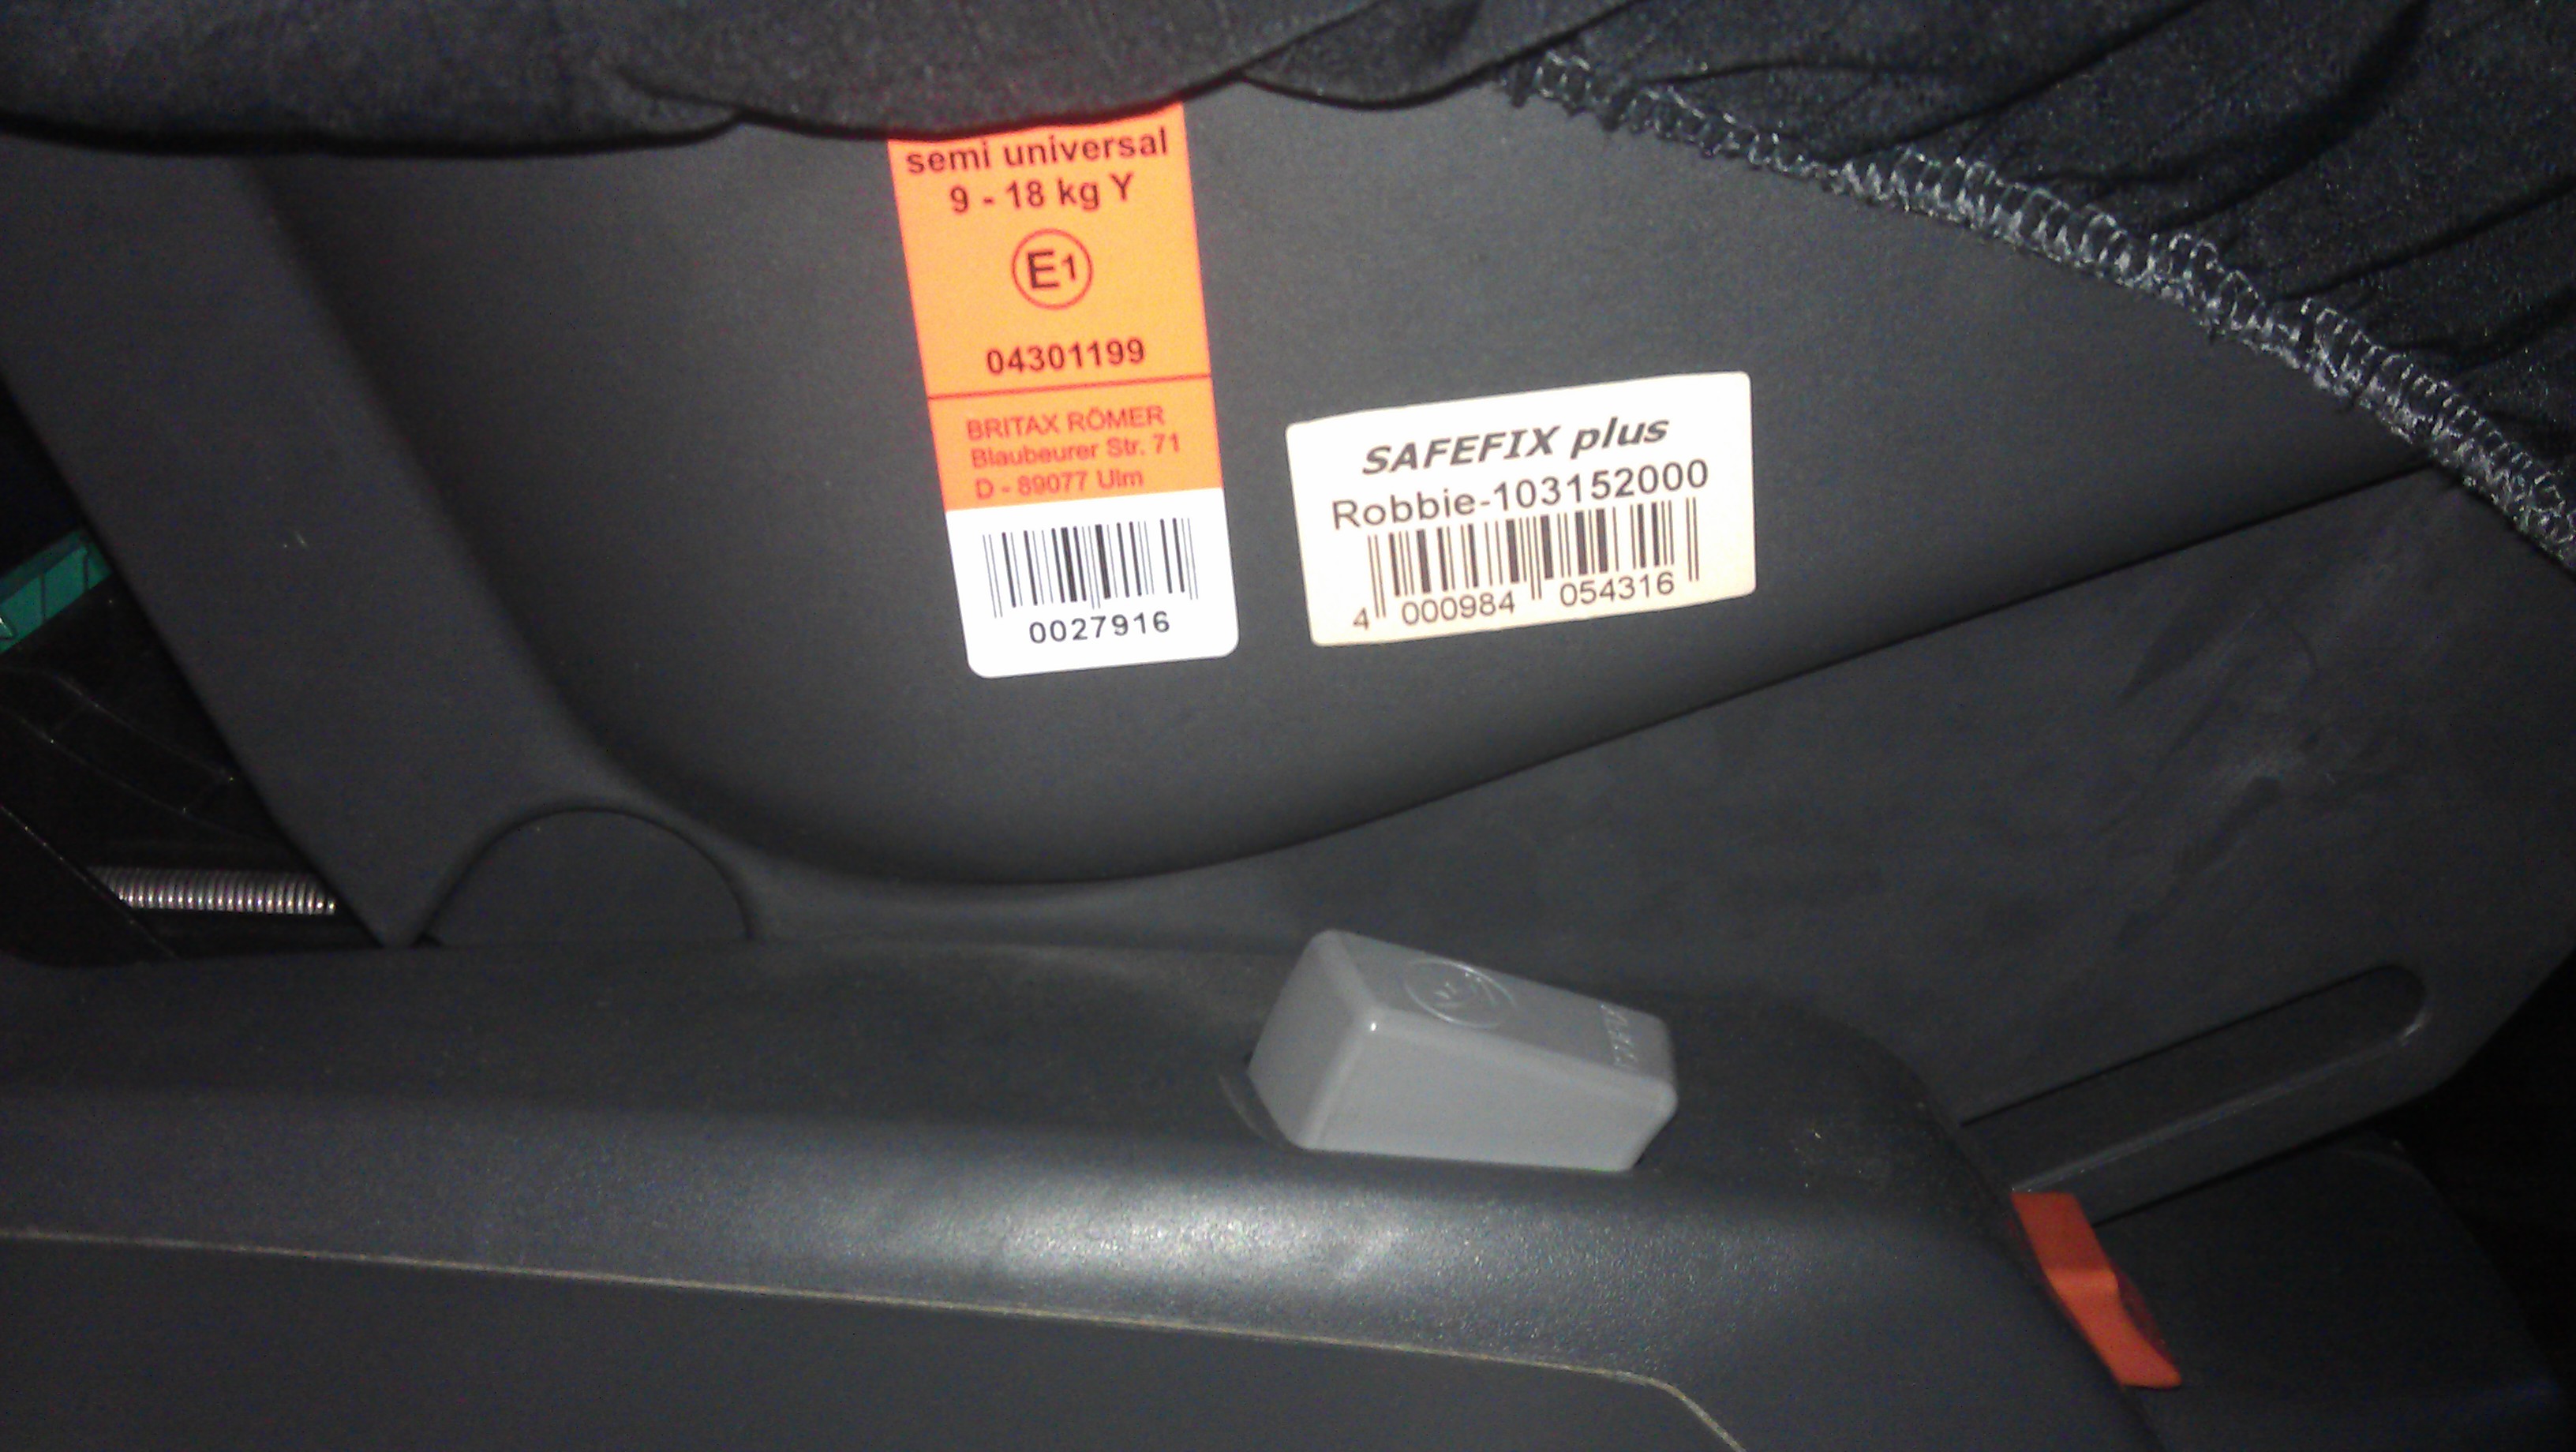 semi universal
9 - 18 kg Y
E1
04301199
BRITAX RÖMER
Blaubeurer Str. 71
D - 89077 Ulm
0027916
SAFEFIX plus
Robbie-103152000
4 000984 054316